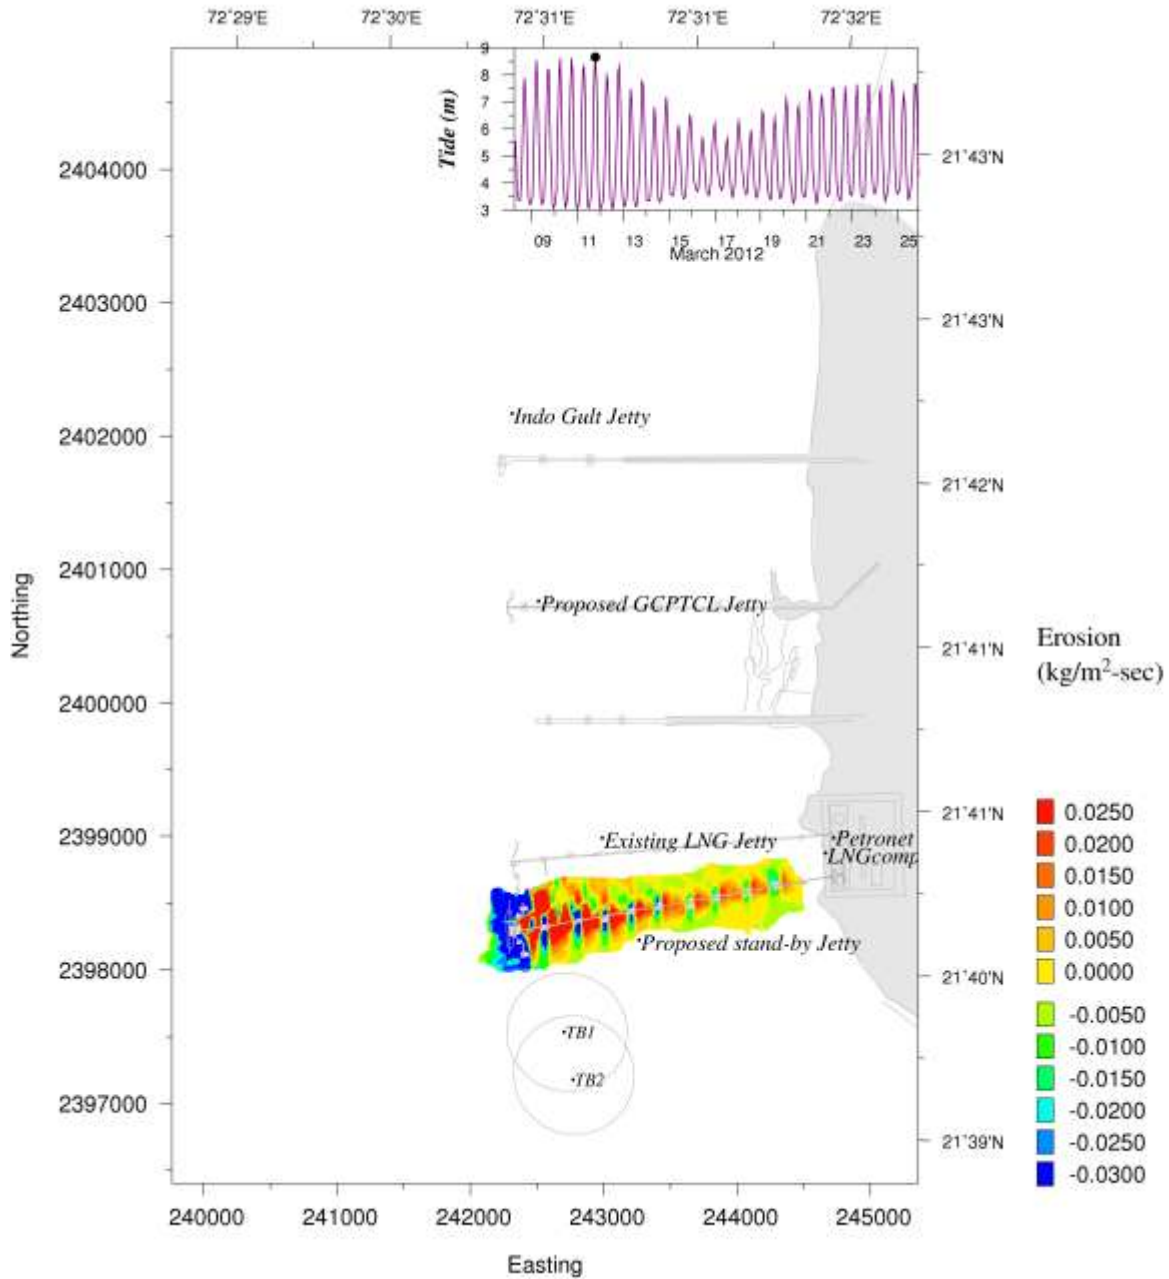 72°29'E 72°30'E 72°31'E 72°31'E 72°32'E
9
8
7
6
5
4
3
Tide (m)
09 11 13 15 17 19 21 23 25
March 2012
2404000
2403000
2402000
2401000
2400000
2399000
2398000
2397000
Northing
21°43'N
21°43'N
21°42'N
21°41'N
21°41'N
21°40'N
21°39'N
Indo Gult Jetty
Proposed GCPTCL Jetty
Existing LNG Jetty
Petronet
LNGcomp
Proposed stand-by Jetty
TB1
TB2
240000 241000 242000 243000 244000 245000
Easting
Erosion
(kg/m²-sec)
0.0250
0.0200
0.0150
0.0100
0.0050
0.0000
-0.0050
-0.0100
-0.0150
-0.0200
-0.0250
-0.0300